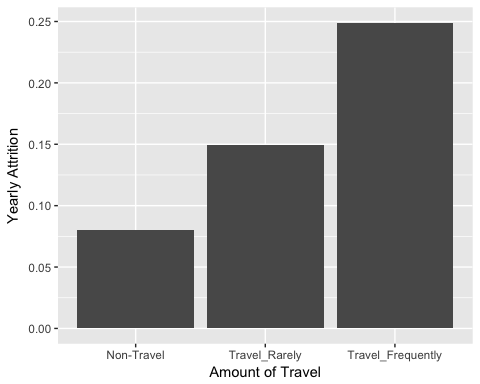 0.25
0.20
0.15
0.10
0.05
0.00
Yearly Attrition
Non-Travel
Travel_Rarely
Travel_Frequently
Amount of Travel